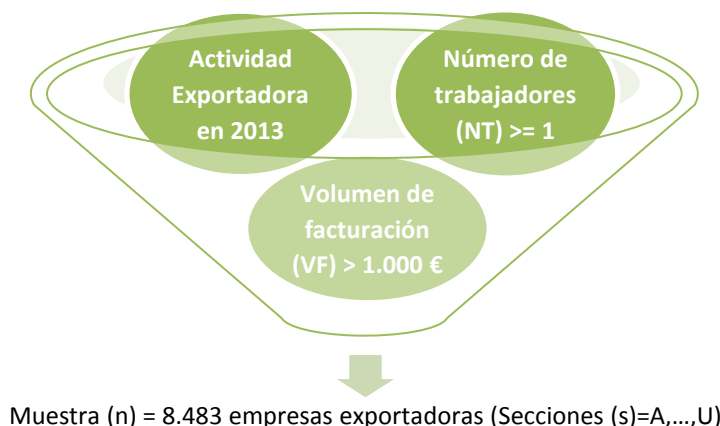 Actividad
Exportadora
en 2013
Número de
trabajadores
(NT) >= 1
Volumen de
facturación
(VF) > 1.000 €
Muestra (n) = 8.483 empresas exportadoras (Secciones (s)=A,...,U)